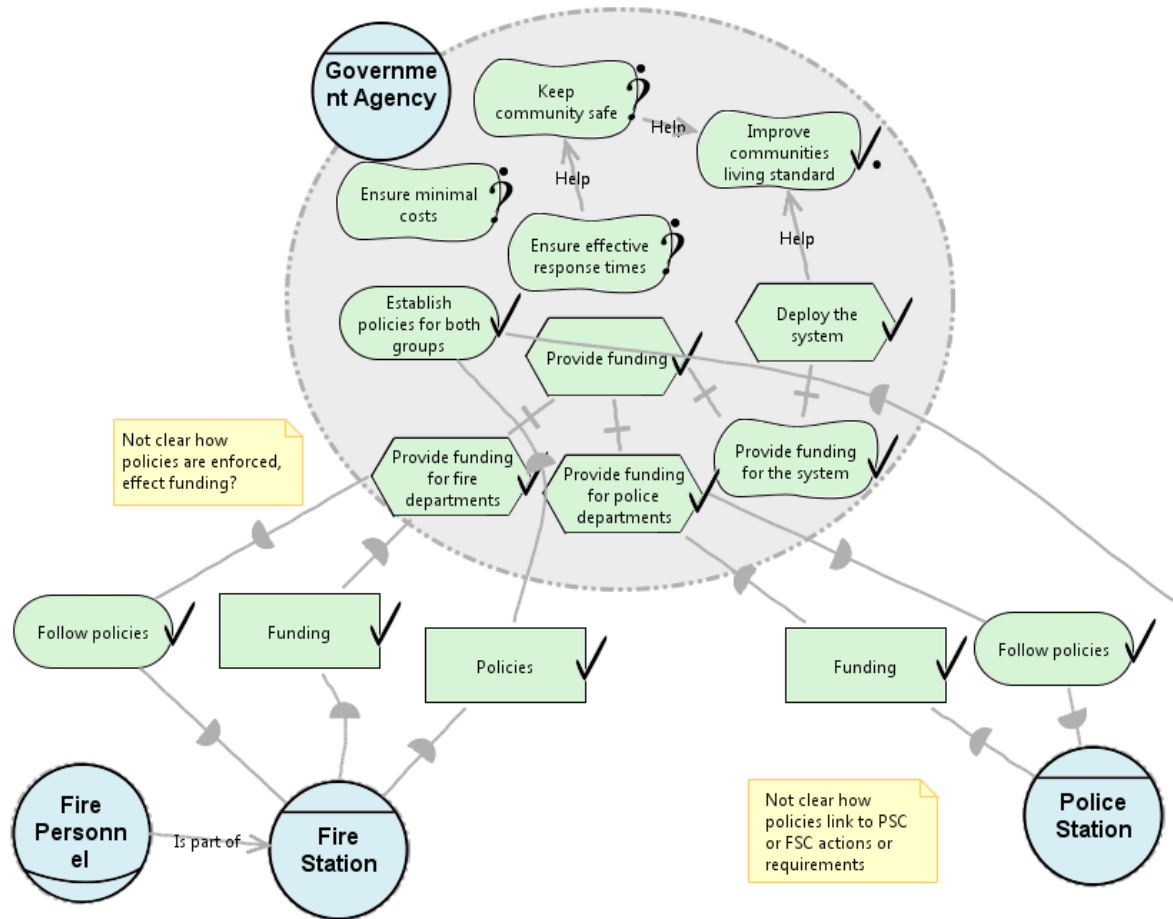 Governme
nt Agency
Keep
community safe
Help
Improve
communities
living standard
Ensure minimal
costs
Help
Ensure effective
response times
Help
Establish
policies for both
groups
Provide funding
Deploy the
system
Not clear how
policies are enforced,
effect funding?
Provide funding
for fire
departments
Provide funding
for police
departments
Provide funding
for the system
Follow policies
Funding
Policies
Funding
Follow policies
Fire
Personn
el
Is part of
Fire
Station
Not clear how
policies link to PSC
or FSC actions or
requirements
Police
Station